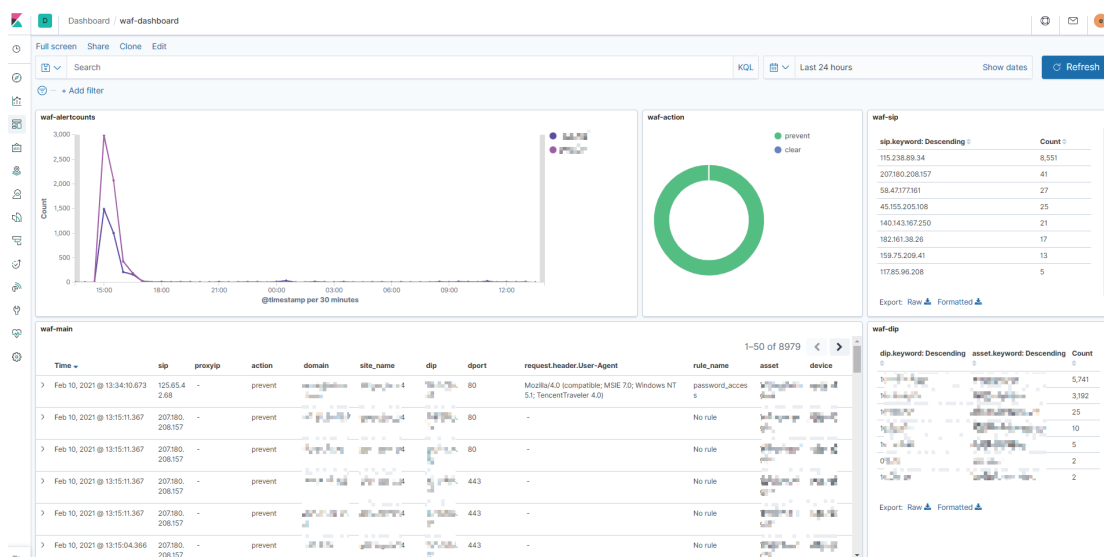 D Dashboard / waf-dashboard
Full screen Share Clone Edit
Search KQL Last 24 hours Show dates Refresh
+ Add filter
waf-alertcounts
3,000
2,500
2,000
1,500
1,000
500
0
Count
15:00 18:00 21:00 00:00 03:00 06:00 09:00 12:00
@timestamp per 30 minutes
waf-action
prevent
clear
waf-sip
sip.keyword: Descending Count
115.238.89.34 8,551
207.180.208.157 41
58.47.177.161 27
45.155.205.108 25
140.143.167.250 21
182.161.38.26 17
159.75.209.41 13
117.85.96.208 5
Export: Raw Formatted
waf-main
1–50 of 8979
Time sip proxyip action domain site_name dip dport request.header.User-Agent rule_name asset device
Feb 10, 2021 @ 13:34:10.673 125.65.4 - prevent 4 80 Mozilla/4.0 (compatible; MSIE 7.0; Windows NT password_acces
2.68 5.1; TencentTraveler 4.0) s
Feb 10, 2021 @ 13:15:11.367 207.180. - prevent 4 80 - No rule
208.157
Feb 10, 2021 @ 13:15:11.367 207.180. - prevent 4 80 - No rule
208.157
Feb 10, 2021 @ 13:15:11.367 207.180. - prevent 4 443 - No rule
208.157
Feb 10, 2021 @ 13:15:11.367 207.180. - prevent 4 443 - No rule
208.157
Feb 10, 2021 @ 13:15:04.366 207.180. - prevent 4 443 - No rule
208.157
waf-dip
dip.keyword: Descending asset.keyword: Descending Count
5,741
3,192
25
10
5
2
2
Export: Raw Formatted